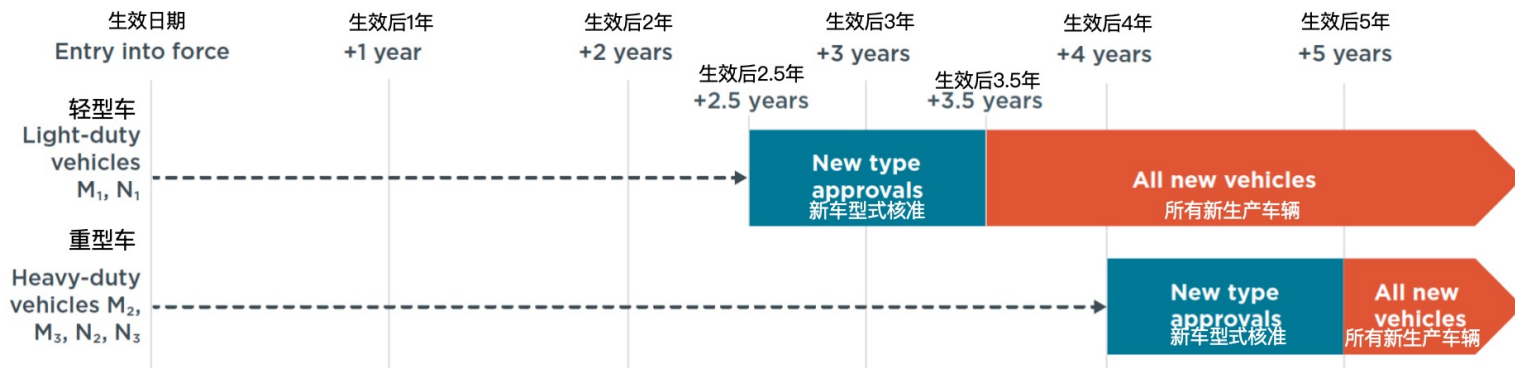 生效日期
Entry into force
生效后1年
+1 year
生效后2年
+2 years
生效后2.5年
+2.5 years
生效后3年
+3 years
生效后3.5年
+3.5 years
生效后4年
+4 years
生效后5年
+5 years
轻型车
Light-duty
vehicles
M₁, N₁
New type
approvals
新车型式核准
All new vehicles
所有新生产车辆
重型车
Heavy-duty
vehicles M₂,
M₃, N₂, N₃
New type
approvals
新车型式核准
All new
vehicles
所有新生产车辆